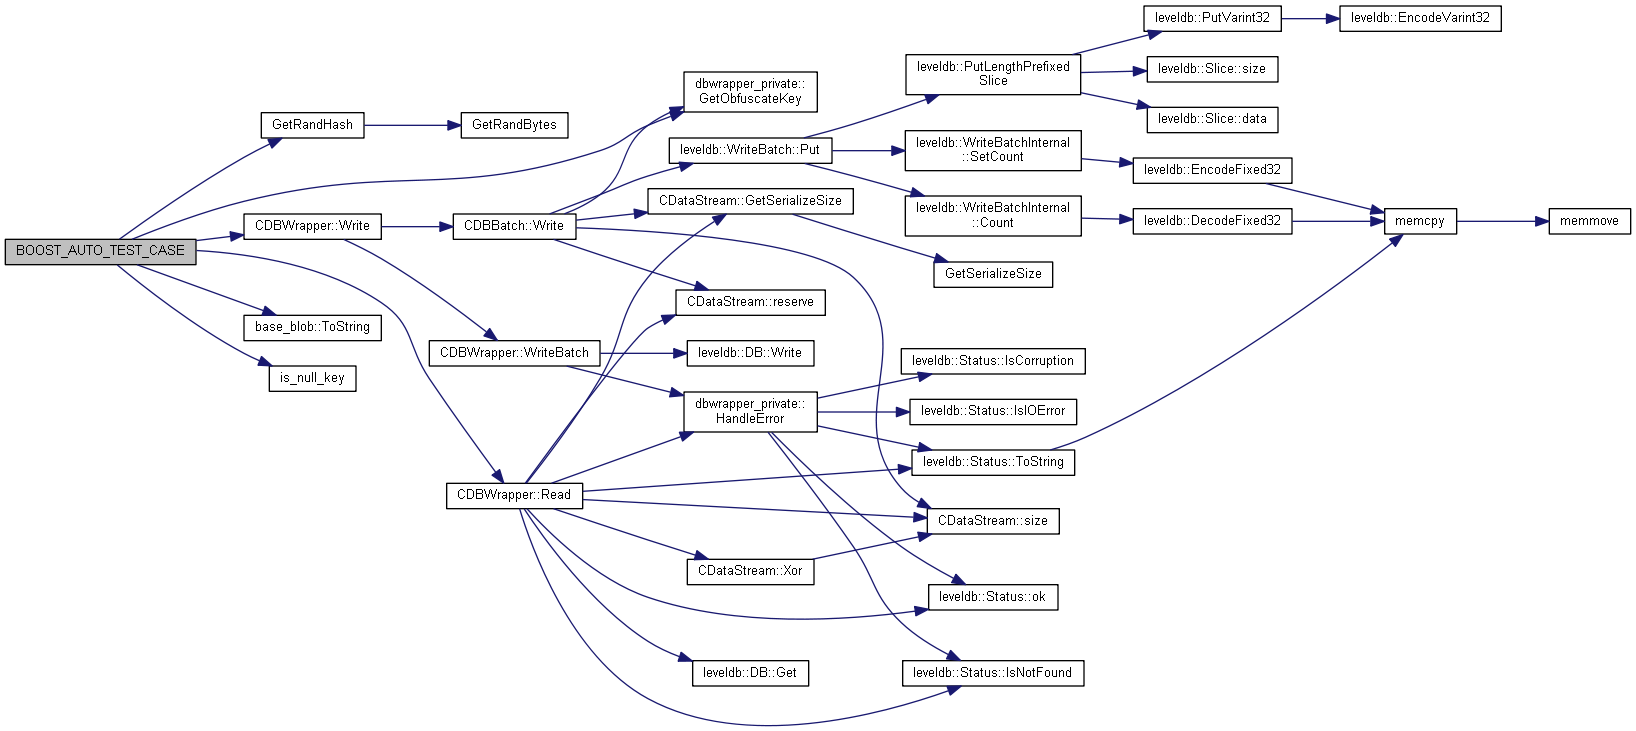 leveldb::PutVarint32
leveldb::EncodeVarint32
leveldb::PutLengthPrefixed
Slice
leveldb::Slice::size
dbwrapper_private::
GetObfuscateKey
leveldb::Slice::data
GetRandHash
GetRandBytes
leveldb::WriteBatch::Put
leveldb::WriteBatchInternal
::SetCount
leveldb::EncodeFixed32
CDataStream::GetSerializeSize
leveldb::WriteBatchInternal
::Count
leveldb::DecodeFixed32
memcpy
memmove
CDBWrapper::Write
CDBBatch::Write
BOOST_AUTO_TEST_CASE
GetSerializeSize
CDataStream::reserve
base_blob::ToString
CDBWrapper::WriteBatch
leveldb::DB::Write
leveldb::Status::IsCorruption
is_null_key
dbwrapper_private::
HandleError
leveldb::Status::IsIOError
leveldb::Status::ToString
CDBWrapper::Read
CDataStream::size
CDataStream::Xor
leveldb::Status::ok
leveldb::DB::Get
leveldb::Status::IsNotFound